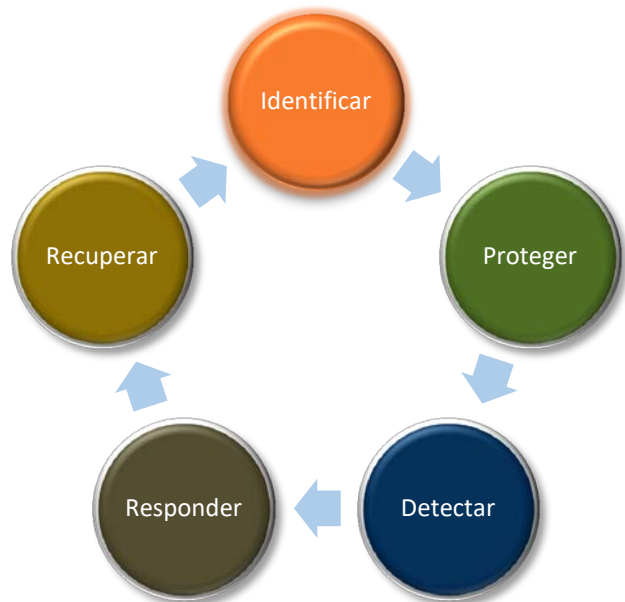 Identificar
Proteger
Detectar
Responder
Recuperar